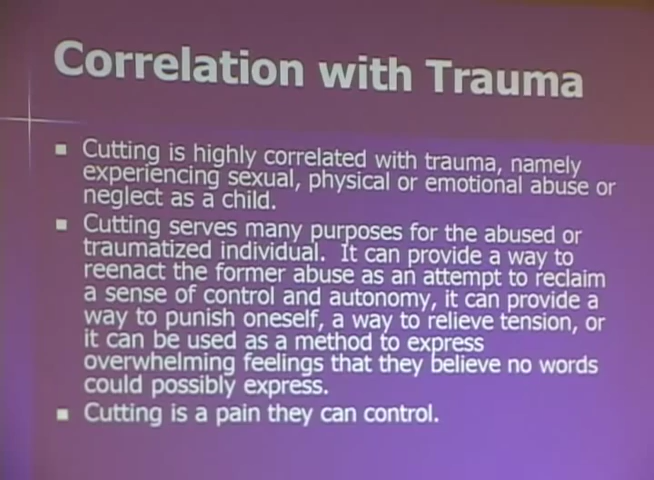 Correlation with Trauma
Cutting is highly correlated with trauma, namely
experiencing sexual, physical or emotional abuse or
neglect as a child.
Cutting serves many purposes for the abused or
traumatized individual. It can provide a way to
reenact the former abuse as an attempt to reclaim
a sense of control and autonomy, it can provide a
way to punish oneself, a way to relieve tension, or
it can be used as a method to express
overwhelming feelings that they believe no words
could possibly express.
Cutting is a pain they can control.